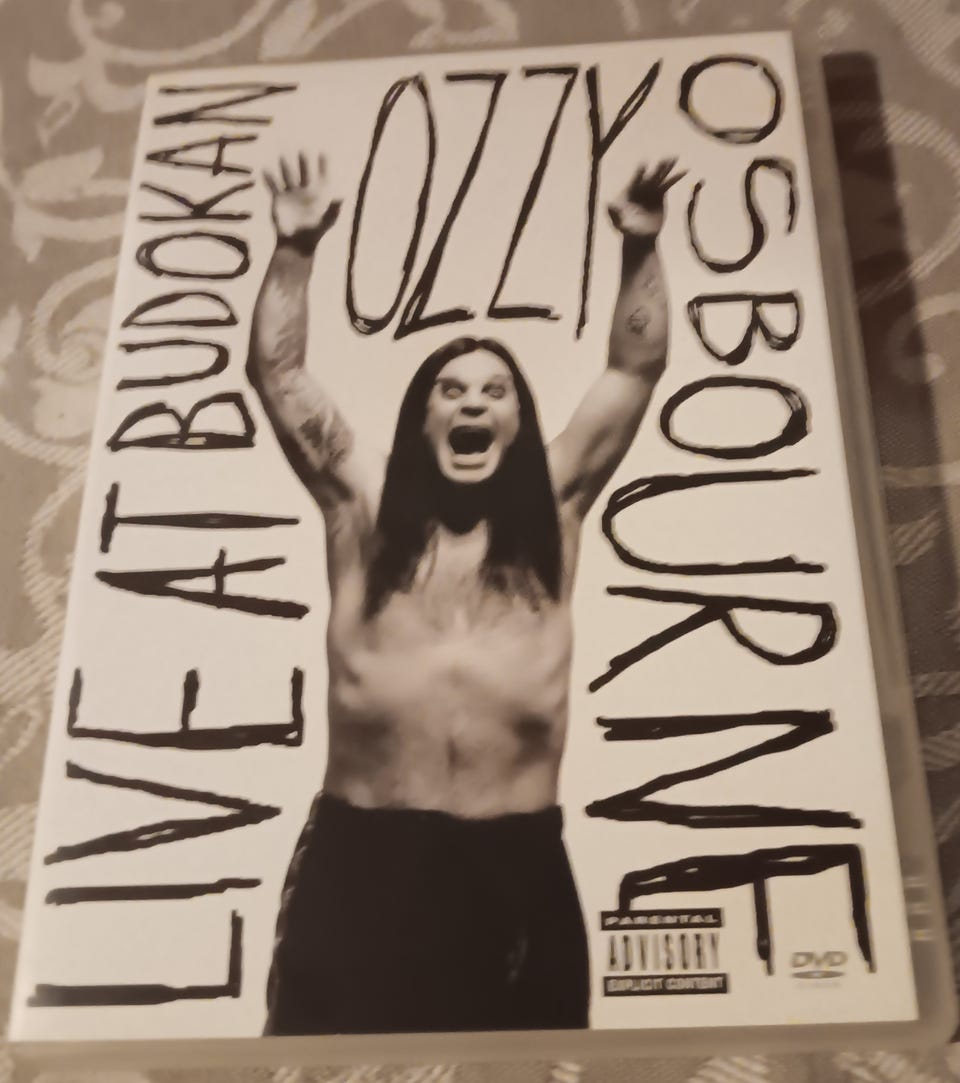 OZZY
OSBOURNE
LIVE AT BUDOKAN
PARENTAL
ADVISORY
EXPLICIT CONTENT
DVD